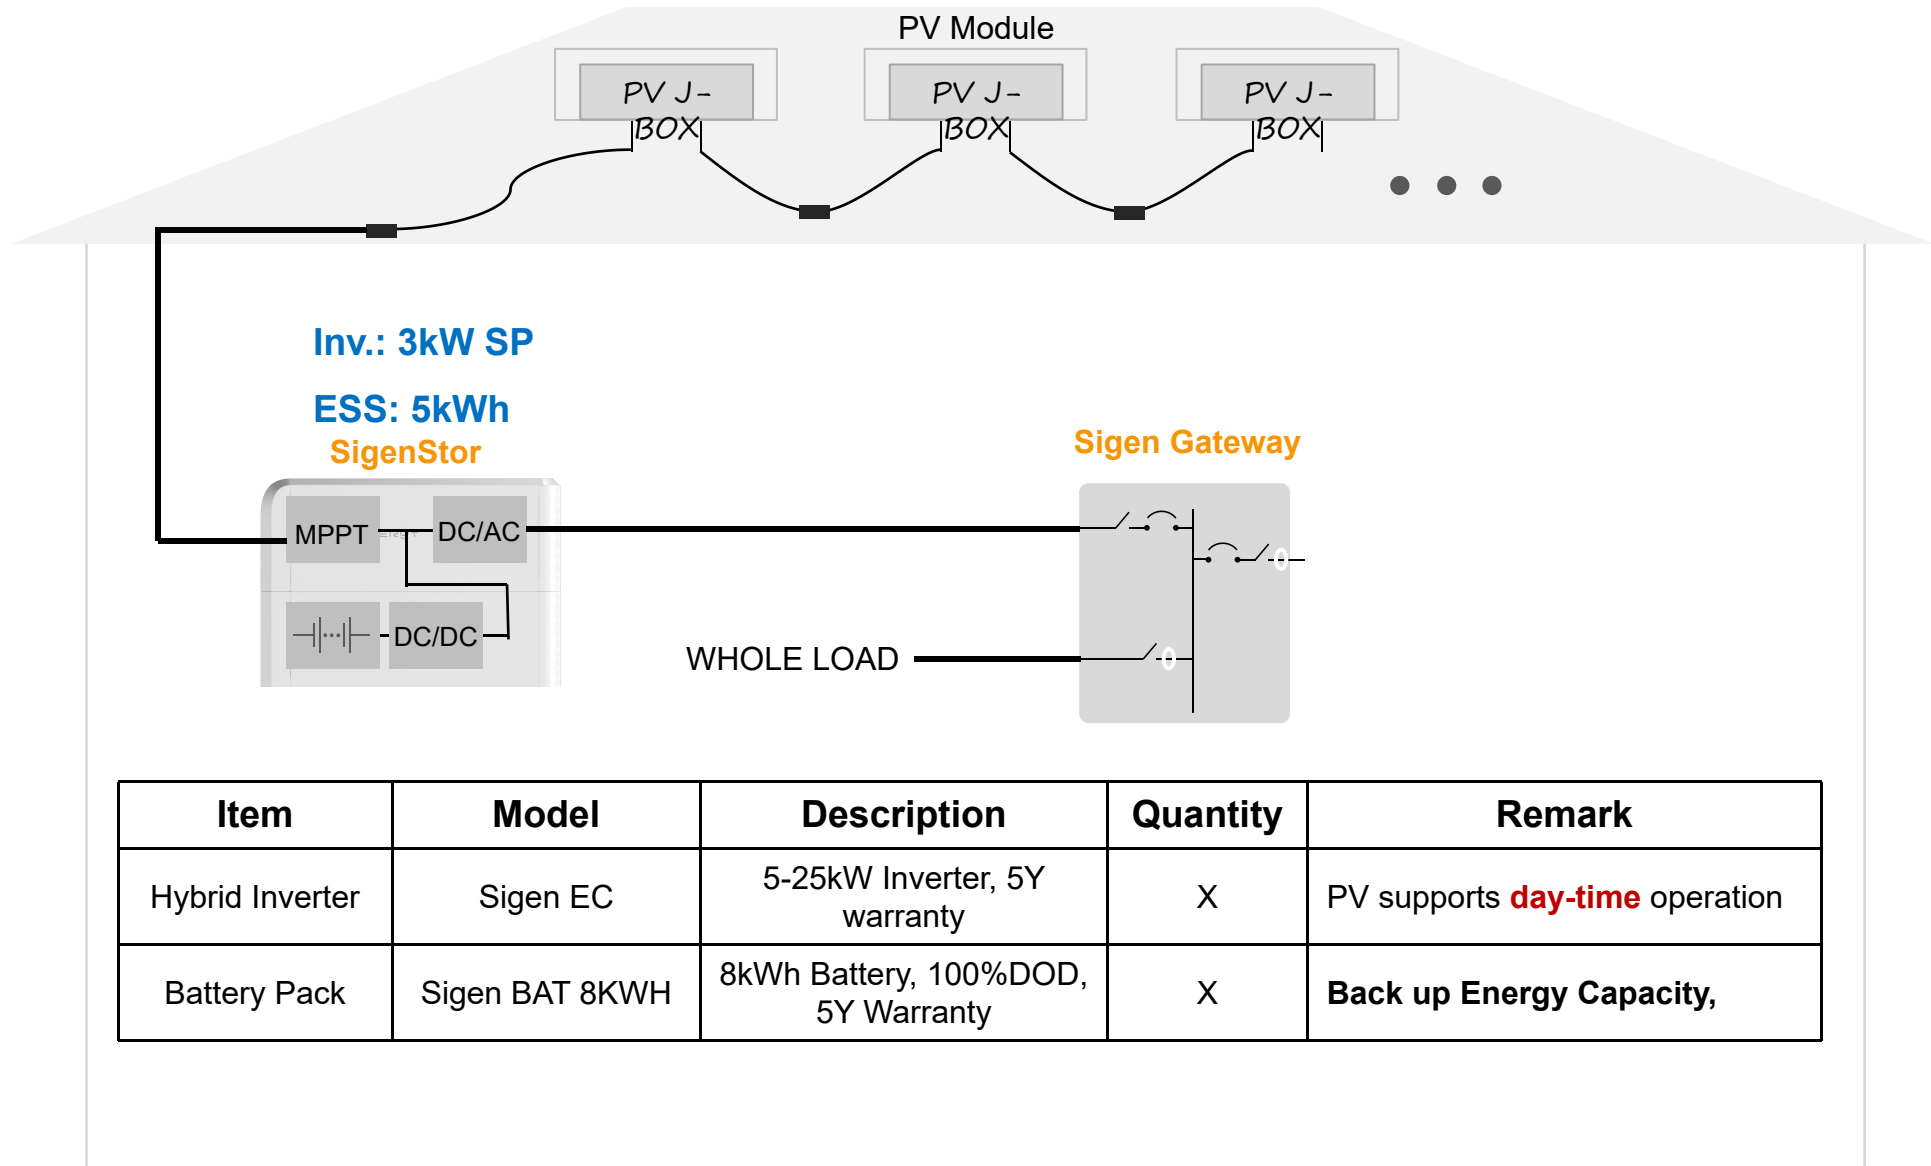 PV Module
PV J-
BOX
PV J-
BOX
PV J-
BOX
Inv.: 3kW SP
ESS: 5kWh
SigenStor
Sigen Gateway
MPPT
DC/AC
DC/DC
WHOLE LOAD
Item Model Description Quantity Remark
Hybrid Inverter Sigen EC 5-25kW Inverter, 5Y
warranty X PV supports day-time operation
Battery Pack Sigen BAT 8KWH 8kWh Battery, 100%DOD,
5Y Warranty X Back up Energy Capacity,